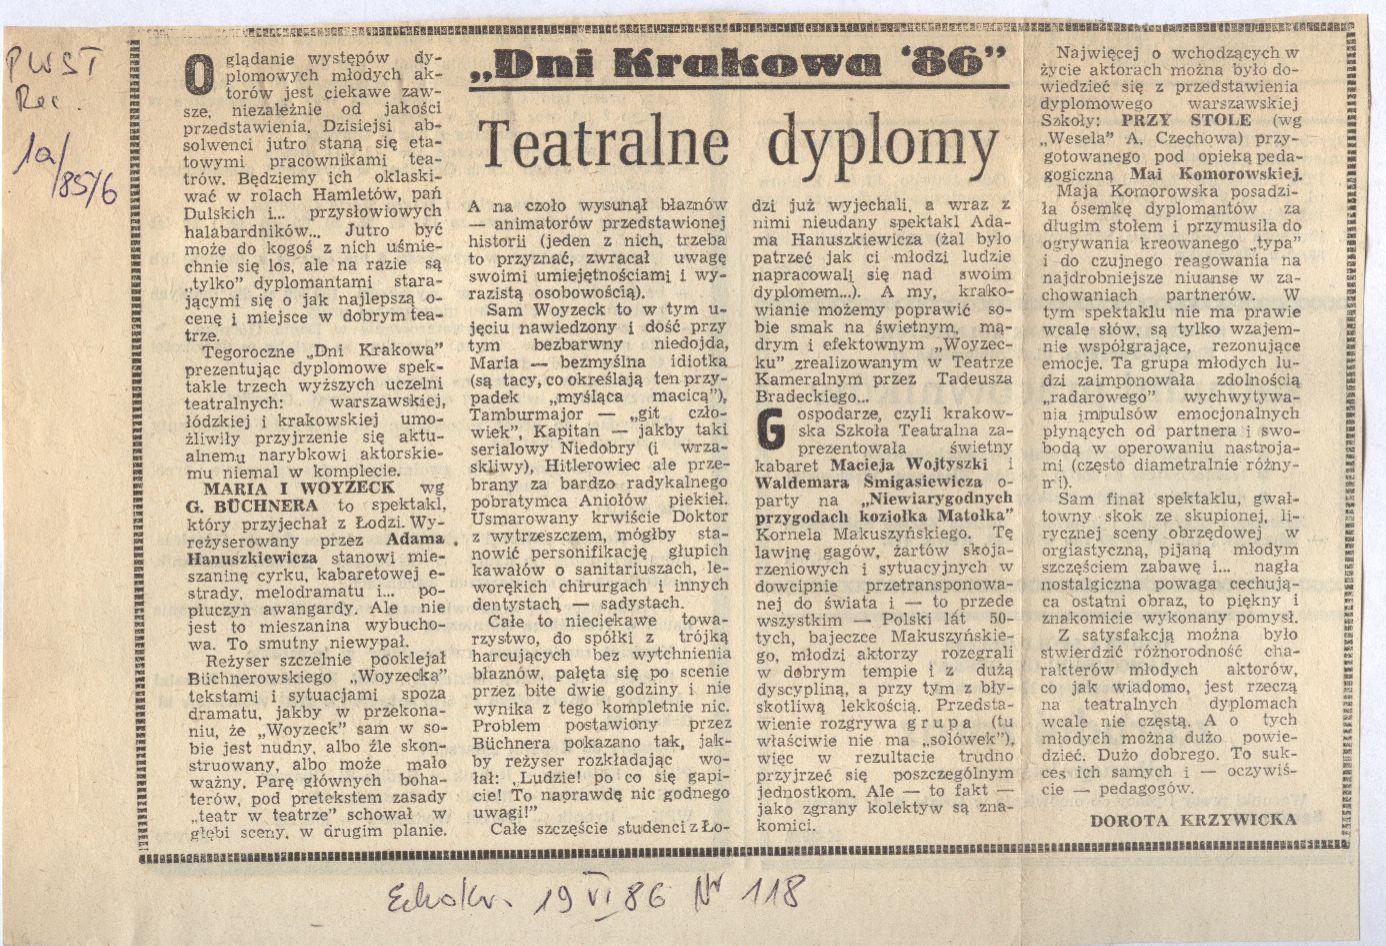 PWST
Rec.
1a/85/6
„Dni Krakowa '86”
Teatralne dyplomy
Oglądanie występów dy-
plomowych młodych ak-
torów jest ciekawe zaw-
sze, niezależnie od jakości
przedstawienia. Dzisiejsi ab-
solwenci jutro staną się eta-
towymi pracownikami tea-
trów. Będziemy ich oklaski-
wać w rolach Hamletów, pań
Dulskich i... przysłowiowych
halabardników... Jutro być
może do kogoś z nich uśmie-
chnie się los, ale na razie są
„tylko” dyplomantami stara-
jącymi się o jak najlepszą o-
cenę i miejsce w dobrym tea-
trze.
Tegoroczne „Dni Krakowa”
prezentując dyplomowe spek-
takle trzech wyższych uczelni
teatralnych: warszawskiej,
łódzkiej i krakowskiej umo-
żliwiły przyjrzenie się aktu-
alnemu narybkowi aktorskie-
mu niemal w komplecie.
MARIA I WOYZECK wg
G. BÜCHNERA to spektakl,
który przyjechał z Łodzi. Wy-
reżyserowany przez Adama
Hanuszkiewicza stanowi mie-
szaninę cyrku, kabaretowej e-
strady, melodramatu i... po-
płuczyn awangardy. Ale nie
jest to mieszanina wybucho-
wa. To smutny niewypał.
Reżyser szczelnie pooklejał
Büchnerowskiego „Woyzecka”
tekstami i sytuacjami spoza
dramatu, jakby w przekona-
niu, że „Woyzeck” sam w so-
bie jest nudny, albo źle skon-
struowany, albo może mało
ważny. Parę głównych boha-
terów, pod pretekstem zasady
„teatr w teatrze” schował w
głębi sceny, w drugim planie.
A na czoło wysunął błaznów
— animatorów przedstawionej
historii (jeden z nich, trzeba
to przyznać, zwracał uwagę
swoimi umiejętnościami i wy-
razistą osobowością).
Sam Woyzeck to w tym u-
jęciu nawiedzony i dość przy
tym bezbarwny niedojda,
Maria — bezmyślna idiotka
(są tacy, co określają ten przy-
padek „myśląca macicą”),
Tamburmajor — „git czło-
wiek”, Kapitan — jakby taki
serialowy Niedobry (i wrza-
skliwy), Hitlerowiec ale prze-
brany za bardzo radykalnego
pobratymca Aniołów piekieł.
Usmarowany krwiście Doktor
z wytrzeszczem, mógłby sta-
nowić personifikację głupich
kawałów o sanitariuszach, le-
worękich chirurgach i innych
dentystach — sadystach.
Całe to nieciekawe towa-
rzystwo, do spółki z trójką
harcujących bez wytchnienia
błaznów, pałęta się po scenie
przez bite dwie godziny i nie
wynika z tego kompletnie nic.
Problem postawiony przez
Büchnera pokazano tak, jak-
by reżyser rozkładając wo-
łał: „Ludzie! po co się gapi-
cie! To naprawdę nic godnego
uwagi!”
Całe szczęście studenci z Ło-
dzi już wyjechali, a wraz z
nimi nieudany spektakl Ada-
ma Hanuszkiewicza (żal było
patrzeć jak ci młodzi ludzie
napracowali się nad swoim
dyplomem...). A my, krako-
wianie możemy poprawić so-
bie smak na świetnym, mą-
drym i efektownym „Woyzec-
ku” zrealizowanym w Teatrze
Kameralnym przez Tadeusza
Bradeckiego...
Gospodarze, czyli krakow-
ska Szkoła Teatralna za-
prezentowała świetny
kabaret Macieja Wojtyszki i
Waldemara Śmigasiewicza o-
party na „Niewiarygodnych
przygodach koziołka Matołka”
Kornela Makuszyńskiego. Tę
lawinę gagów, żartów skoja-
rzeniowych i sytuacyjnych w
dowcipnie przetransponowa-
nej do świata i — to przede
wszystkim — Polski lat 50-
tych, bajeczce Makuszyńskie-
go, młodzi aktorzy rozegrali
w dobrym tempie i z dużą
dyscypliną, a przy tym z bły-
skotliwą lekkością. Przedsta-
wienie rozgrywa grupa (tu
właściwie nie ma „solówek”),
więc w rezultacie trudno
przyjrzeć się poszczególnym
jednostkom. Ale — to fakt —
jako zgrany kolektyw są zna-
komici.
Najwięcej o wchodzących w
życie aktorach można było do-
wiedzieć się z przedstawienia
dyplomowego warszawskiej
Szkoły: PRZY STOLE (wg
„Wesela” A. Czechowa) przy-
gotowanego pod opieką peda-
gogiczną Mai Komorowskiej.
Maja Komorowska posadzi-
ła ósemkę dyplomantów za
długim stołem i przymusiła do
ogrywania kreowanego „typa”
i do czujnego reagowania na
najdrobniejsze niuanse w za-
chowaniach partnerów. W
tym spektaklu nie ma prawie
wcale słów, są tylko wzajem-
nie współgrające, rezonujące
emocje. Ta grupa młodych lu-
dzi zaimponowała zdolnością
„radarowego” wychwytywa-
nia impulsów emocjonalnych
płynących od partnera i swo-
bodą w operowaniu nastroja-
mi (często diametralnie różny-
mi).
Sam finał spektaklu, gwał-
towny skok ze skupionej, li-
rycznej sceny obrzędowej w
orgiastyczną, pijaną młodym
szczęściem zabawę i... nagła
nostalgiczna powaga cechują-
ca ostatni obraz, to piękny i
znakomicie wykonany pomysł.
Z satysfakcją można było
stwierdzić różnorodność cha-
rakterów młodych aktorów,
co jak wiadomo, jest rzeczą
na teatralnych dyplomach
wcale nie częstą. A o tych
młodych można dużo powie-
dzieć. Dużo dobrego. To suk-
ces ich samych i — oczywiś-
cie — pedagogów.
DOROTA KRZYWICKA
Echo Kr. 19 VI 86 Nr 118